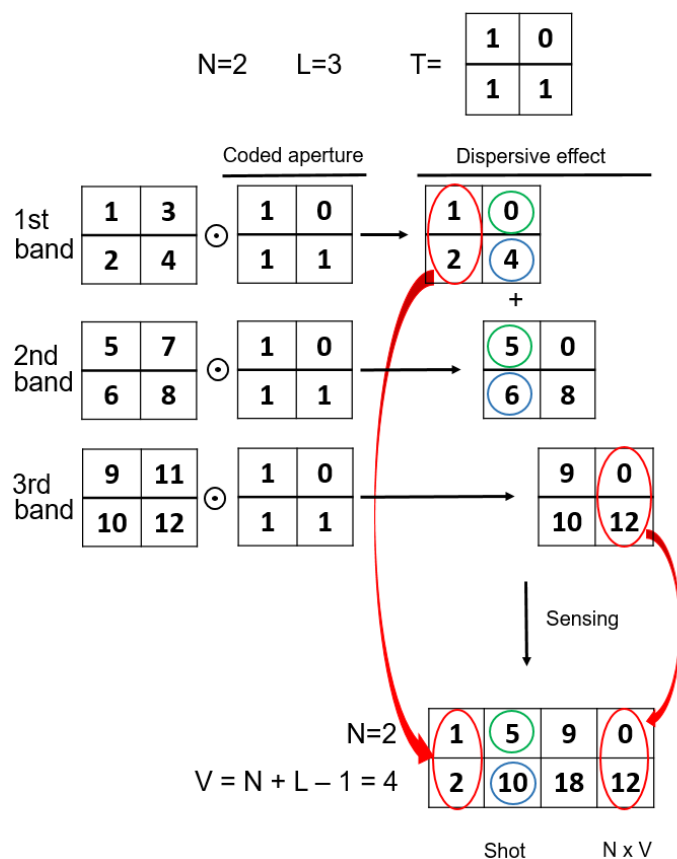 N=2 L=3 T=
1 0
1 1
Coded aperture Dispersive effect
1st band
1 3
2 4
⊙
1 0
1 1
1 0
2 4
+
2nd band
5 7
6 8
⊙
1 0
1 1
5 0
6 8
3rd band
9 11
10 12
⊙
1 0
1 1
9 0
10 12
Sensing
N=2 1 5 9 0
V = N + L – 1 = 4 2 10 18 12
Shot N x V